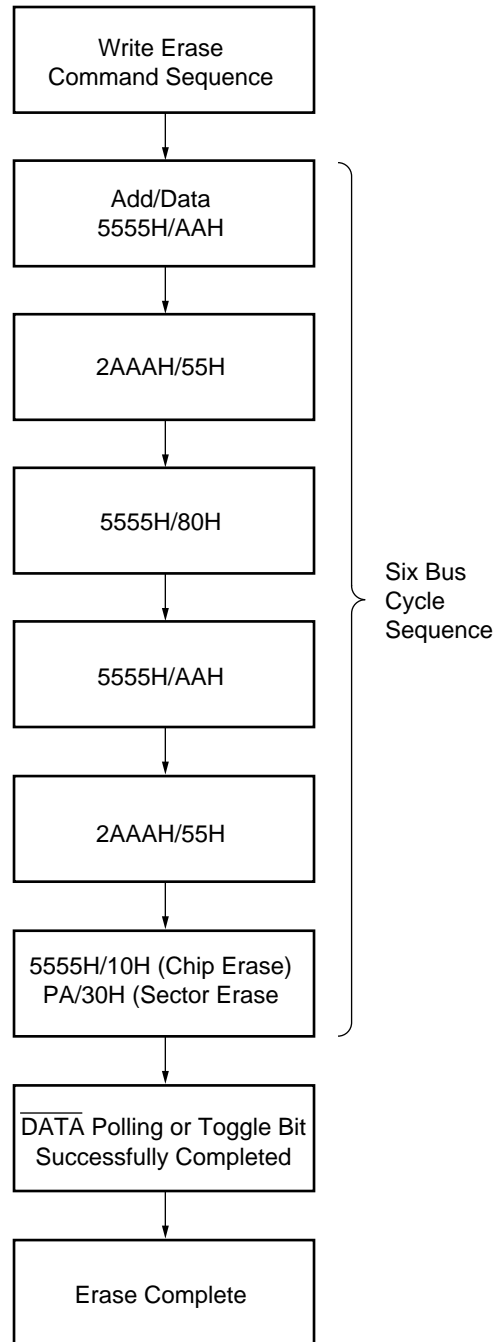 Write Erase
Command Sequence
Add/Data
5555H/AAH
2AAAH/55H
5555H/80H
5555H/AAH
2AAAH/55H
5555H/10H (Chip Erase)
PA/30H (Sector Erase
Six Bus
Cycle
Sequence
DATA Polling or Toggle Bit
Successfully Completed
Erase Complete